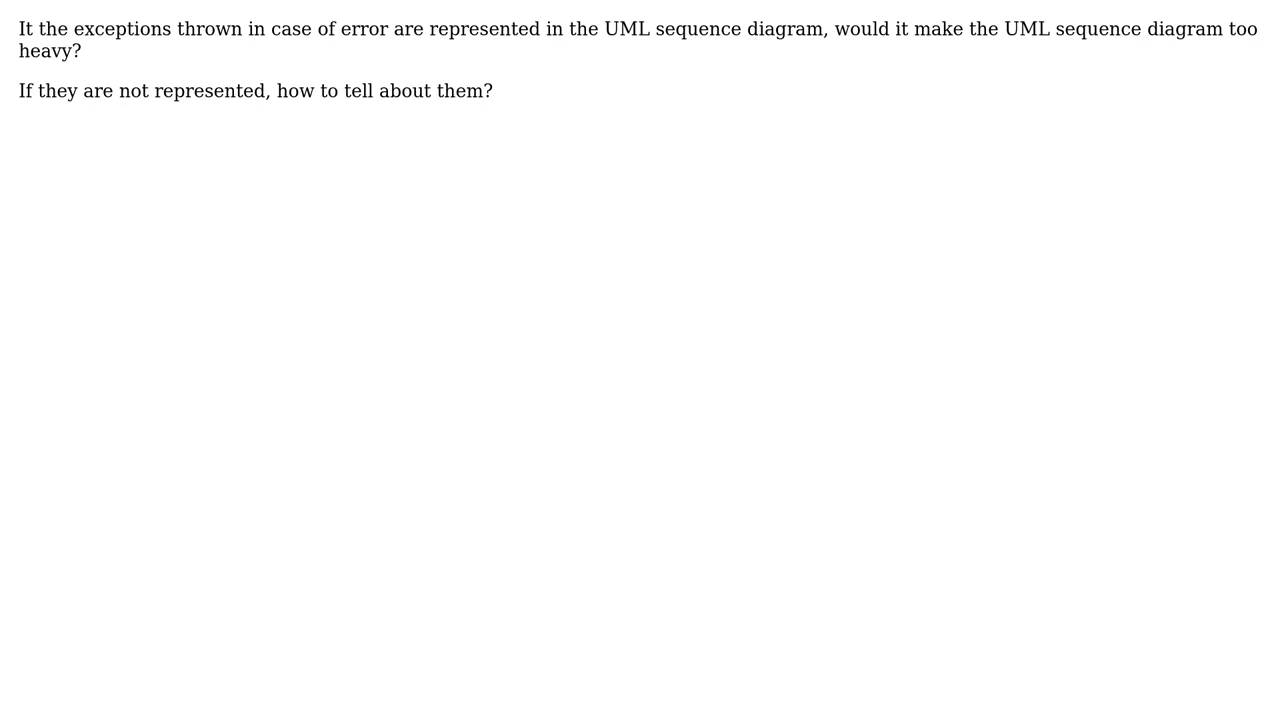 It the exceptions thrown in case of error are represented in the UML sequence diagram, would it make the UML sequence diagram too
heavy?
If they are not represented, how to tell about them?